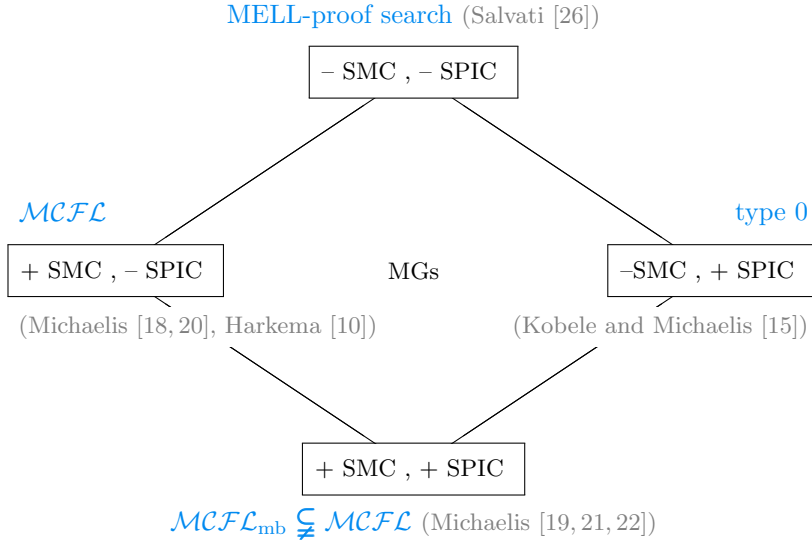 MELL-proof search (Salvati [26])
– SMC , – SPIC
MCFL
type 0
+ SMC , – SPIC
MGs
–SMC , + SPIC
(Michaelis [18, 20], Harkema [10])
(Kobele and Michaelis [15])
+ SMC , + SPIC
MCFL_mb ⫋ MCFL (Michaelis [19, 21, 22])